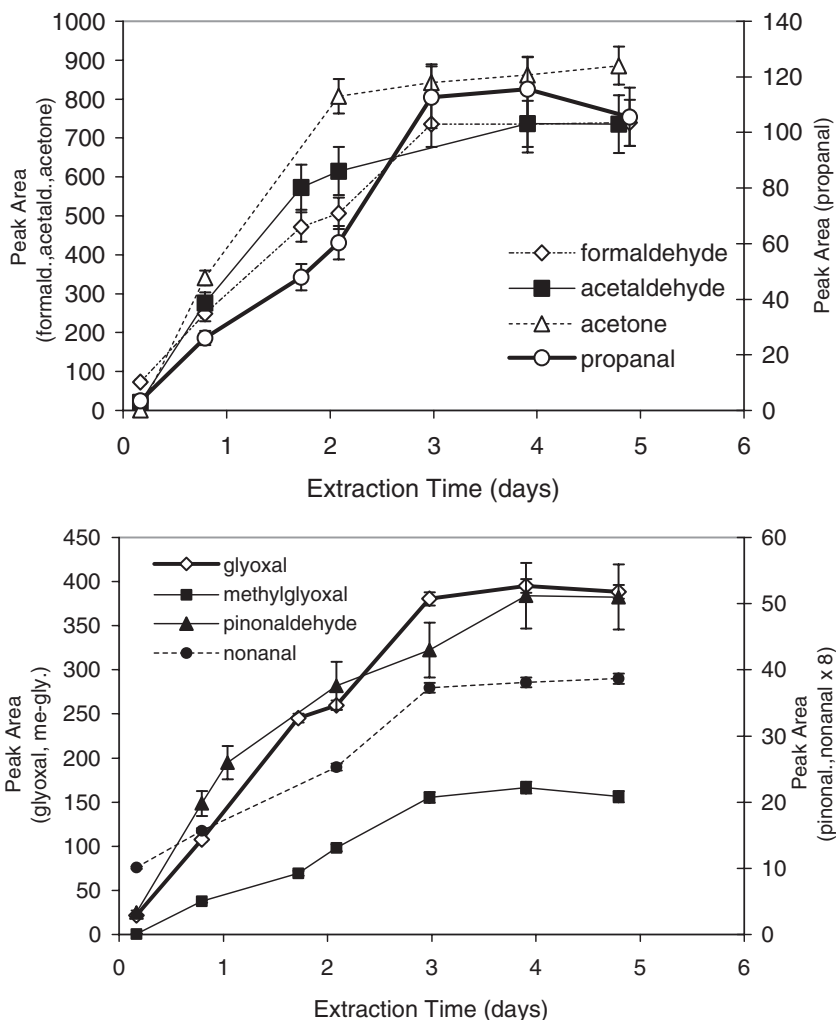 1000
900
800
700
600
500
400
300
200
100
0
Peak Area
(formald.,acetald.,acetone)
140
120
100
80
60
40
20
0
Peak Area (propanal)
formaldehyde
acetaldehyde
acetone
propanal
0 1 2 3 4 5 6
Extraction Time (days)
450
400
350
300
250
200
150
100
50
0
Peak Area
(glyoxal, me-gly.)
60
50
40
30
20
10
0
Peak Area
(pinonal.,nonanal x 8)
glyoxal
methylglyoxal
pinonaldehyde
nonanal
0 1 2 3 4 5 6
Extraction Time (days)